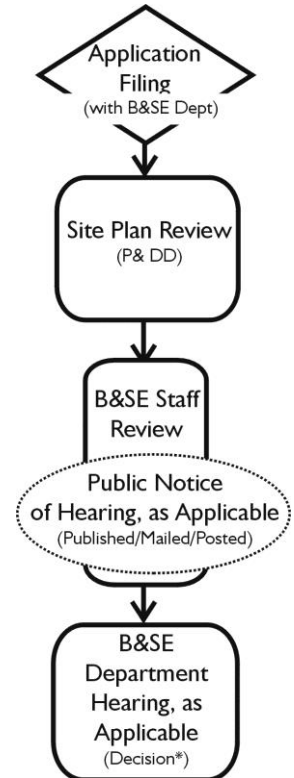 Application
Filing
(with B&SE Dept)
Site Plan Review
(P& DD)
B&SE Staff
Review
Public Notice
of Hearing, as Applicable
(Published/Mailed/Posted)
B&SE
Department
Hearing, as
Applicable
(Decision*)